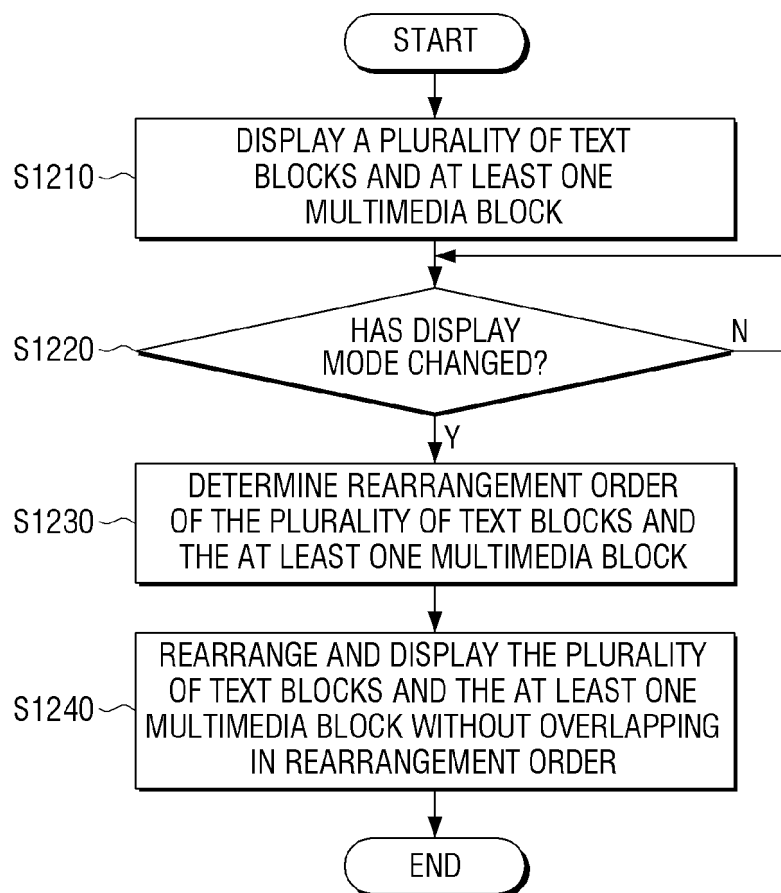 START
S1210
DISPLAY A PLURALITY OF TEXT
BLOCKS AND AT LEAST ONE
MULTIMEDIA BLOCK
S1220
HAS DISPLAY
MODE CHANGED?
N
Y
S1230
DETERMINE REARRANGEMENT ORDER
OF THE PLURALITY OF TEXT BLOCKS AND
THE AT LEAST ONE MULTIMEDIA BLOCK
S1240
REARRANGE AND DISPLAY THE PLURALITY
OF TEXT BLOCKS AND THE AT LEAST ONE
MULTIMEDIA BLOCK WITHOUT OVERLAPPING
IN REARRANGEMENT ORDER
END